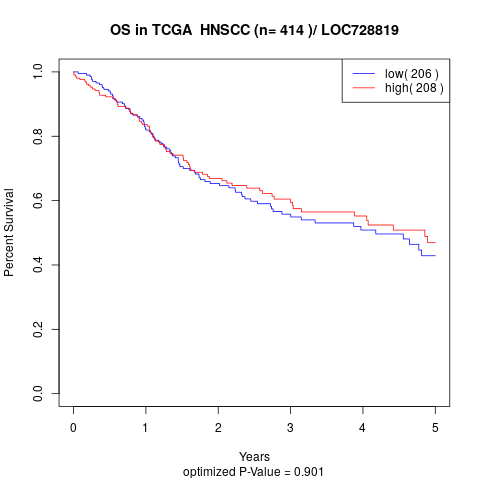 OS in TCGA  HNSCC (n= 414 )/ LOC728819
low( 206 )
high( 208 )
Percent Survival
1.0
0.8
0.6
0.4
0.2
0.0
0 1 2 3 4 5
Years
optimized P-Value = 0.901